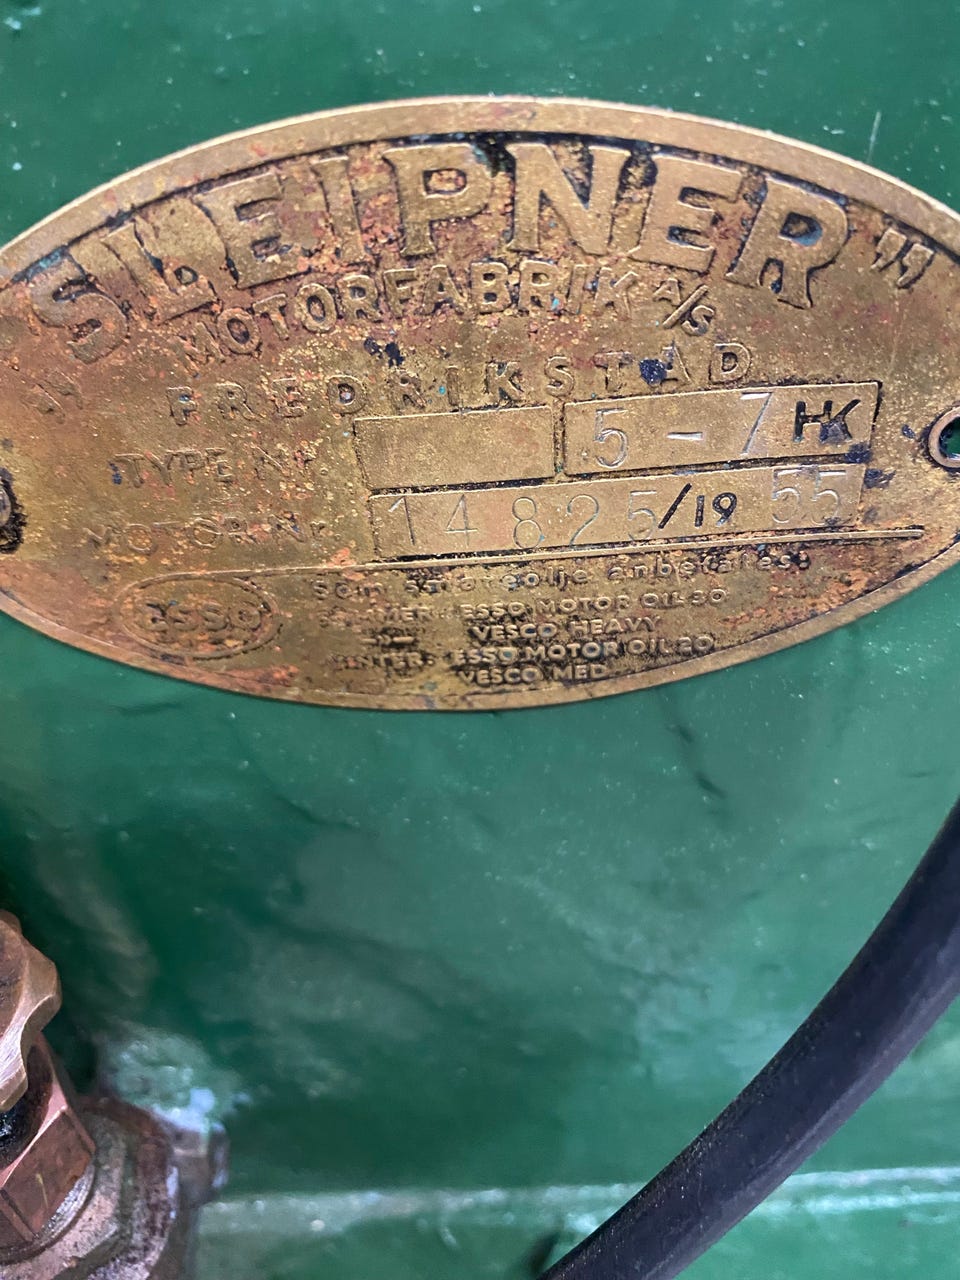 "SLEIPNER"
MOTORFABRIK A/S
FREDRIKSTAD
TYPE Nr. 5 - 7 HK
MOTOR Nr. 14825/19 55
ESSO
Som smøreolje anbefales:
SOMMER: ESSO MOTOR OIL 30
VESCO HEAVY
VINTER: ESSO MOTOR OIL 20
VESCO MED